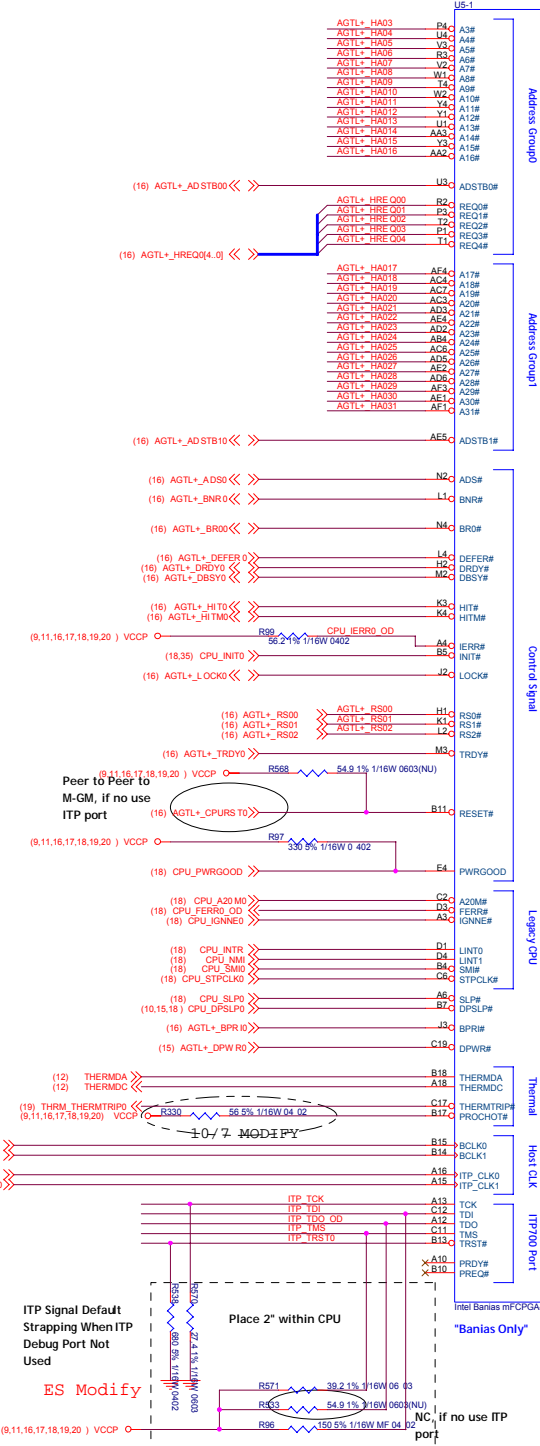 U5-1
AGTL+_HA03 P4 A3#
AGTL+_HA04 U4 A4#
AGTL+_HA05 V3 A5#
AGTL+_HA06 R3 A6#
AGTL+_HA07 V2 A7#
AGTL+_HA08 W1 A8#
AGTL+_HA09 T4 A9#
AGTL+_HA010 W2 A10#
AGTL+_HA011 Y4 A11#
AGTL+_HA012 Y1 A12#
AGTL+_HA013 U1 A13#
AGTL+_HA014 AA3 A14#
AGTL+_HA015 Y3 A15#
AGTL+_HA016 AA2 A16#
Address Group0
(16) AGTL+_ADSTB00 U3 ADSTB0#
AGTL+_HREQ00 R2 REQ0#
AGTL+_HREQ01 P3 REQ1#
AGTL+_HREQ02 T2 REQ2#
AGTL+_HREQ03 P1 REQ3#
AGTL+_HREQ04 T1 REQ4#
(16) AGTL+_HREQ0[4..0]
AGTL+_HA017 AF4 A17#
AGTL+_HA018 AC4 A18#
AGTL+_HA019 AC7 A19#
AGTL+_HA020 AC3 A20#
AGTL+_HA021 AD3 A21#
AGTL+_HA022 AE4 A22#
AGTL+_HA023 AD2 A23#
AGTL+_HA024 AB4 A24#
AGTL+_HA025 AC6 A25#
AGTL+_HA026 AD5 A26#
AGTL+_HA027 AE2 A27#
AGTL+_HA028 AD6 A28#
AGTL+_HA029 AF3 A29#
AGTL+_HA030 AE1 A30#
AGTL+_HA031 AF1 A31#
Address Group1
(16) AGTL+_ADSTB10 AE5 ADSTB1#
(16) AGTL+_ADS0 N2 ADS#
(16) AGTL+_BNR0 L1 BNR#
(16) AGTL+_BR00 N4 BR0#
(16) AGTL+_DEFER0 L4 DEFER#
(16) AGTL+_DRDY0 H2 DRDY#
(16) AGTL+_DBSY0 M2 DBSY#
(16) AGTL+_HIT0 K3 HIT#
(16) AGTL+_HITM0 K4 HITM#
(9,11,16,17,18,19,20 ) VCCP R99 56.2 1% 1/16W 0402 CPU_IERR0_OD A4 IERR#
(18,35) CPU_INIT0 B5 INIT#
(16) AGTL+_LOCK0 J2 LOCK#
Control Signal
(16) AGTL+_RS00 AGTL+_RS00 H1 RS0#
(16) AGTL+_RS01 AGTL+_RS01 K1 RS1#
(16) AGTL+_RS02 AGTL+_RS02 L2 RS2#
(16) AGTL+_TRDY0 M3 TRDY#
(9,11,16,17,18,19,20 ) VCCP R568 54.9 1% 1/16W 0603(NU)
Peer to Peer to
M-GM, if no use
ITP port
(16) AGTL+_CPURST0 B11 RESET#
(9,11,16,17,18,19,20 ) VCCP R97 330 5% 1/16W 0402
(18) CPU_PWRGOOD E4 PWRGOOD
(18) CPU_A20M0 C2 A20M#
(18) CPU_FERR0_OD D3 FERR#
(18) CPU_IGNNE0 A3 IGNNE#
Legacy CPU
(18) CPU_INTR D1 LINT0
(18) CPU_NMI D4 LINT1
(18) CPU_SMI0 B4 SMI#
(18) CPU_STPCLK0 C6 STPCLK#
(18) CPU_SLP0 A6 SLP#
(10,15,18) CPU_DPSLP0 B7 DPSLP#
(16) AGTL+_BPRI0 J3 BPRI#
(15) AGTL+_DPWR0 C19 DPWR#
(12) THERMDA B18 THERMDA
(12) THERMDC A18 THERMDC
Thermal
(19) THRM_THERMTRIP0 C17 THERMTRIP#
(9,11,16,17,18,19,20) VCCP R330 56 5% 1/16W 0402 B17 PROCHOT#
10/7 MODIFY
B15 BCLK0
B14 BCLK1
Host CLK
A16 ITP_CLK0
A15 ITP_CLK1
ITP_TCK A13 TCK
ITP_TDI C12 TDI
ITP_TDO_OD A12 TDO
ITP_TMS C11 TMS
ITP_TRST0 B13 TRST#
ITP700 Port
A10 PRDY#
B10 PREQ#
Intel Banias mFCPGA
"Banias Only"
ITP Signal Default
Strapping When ITP
Debug Port Not
Used
R538 680 5% 1/16W 0402
R570 27.4 1% 1/16W 0603
Place 2" within CPU
ES Modify
R571 39.2 1% 1/16W 0603
R533 54.9 1% 1/16W 0603(NU)
(9,11,16,17,18,19,20 ) VCCP R96 150 5% 1/16W MF 0402
NC, if no use ITP
port